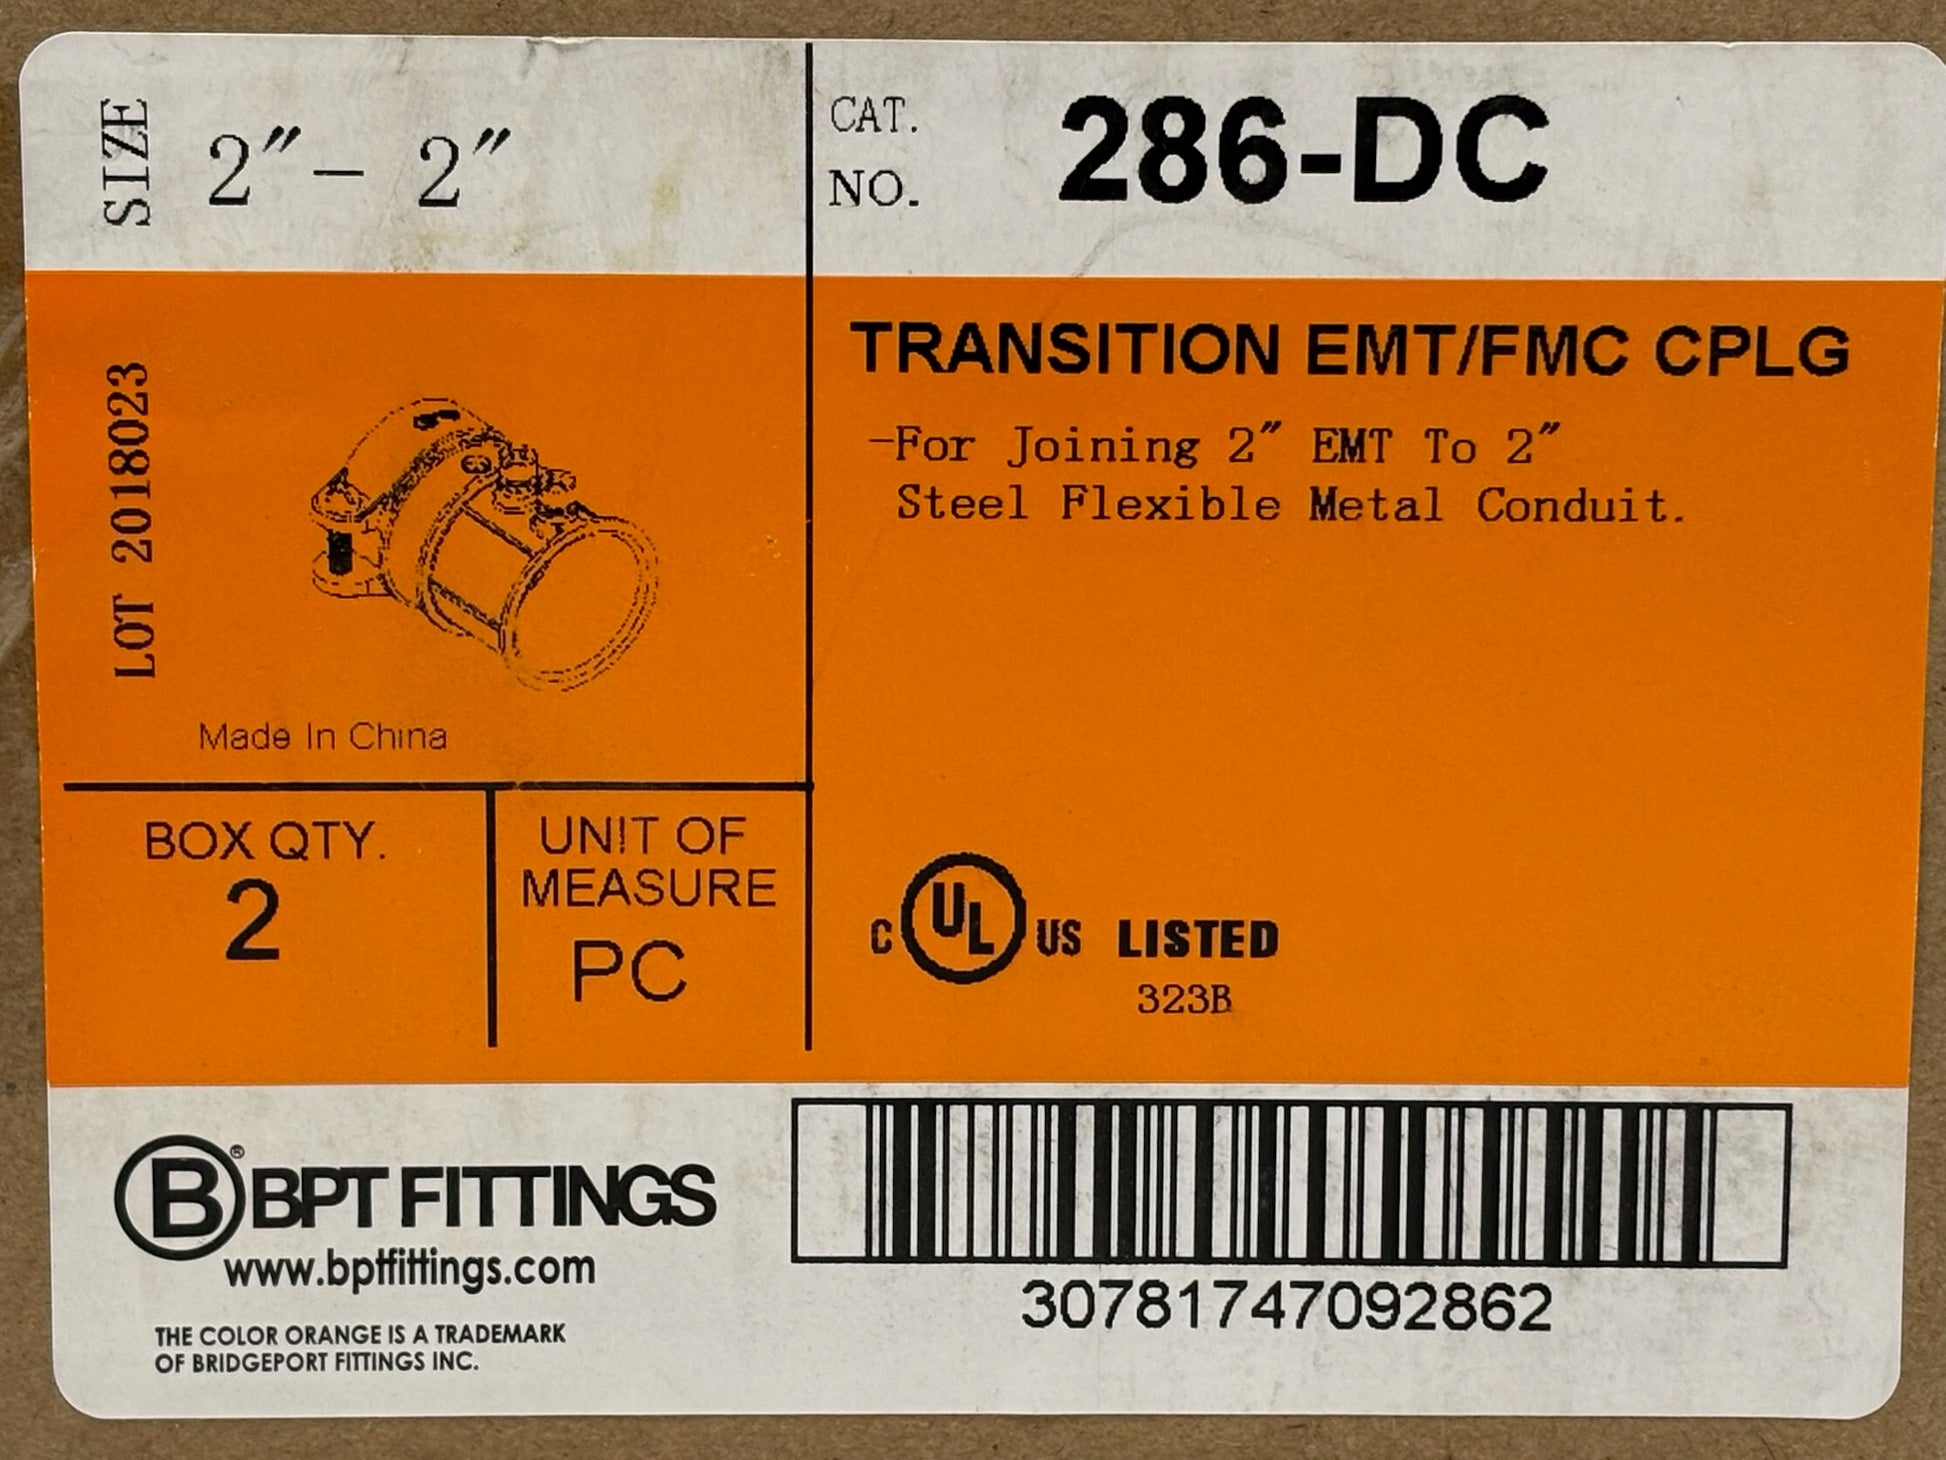 SIZE 2"- 2"
CAT.
NO.
286-DC
LOT 2018023
Made In China
TRANSITION EMT/FMC CPLG
-For Joining 2" EMT To 2"
Steel Flexible Metal Conduit.
BOX QTY.
2
UNIT OF
MEASURE
PC
C UL US LISTED
323B
B® BPT FITTINGS
www.bptfittings.com
THE COLOR ORANGE IS A TRADEMARK
OF BRIDGEPORT FITTINGS INC.
30781747092862